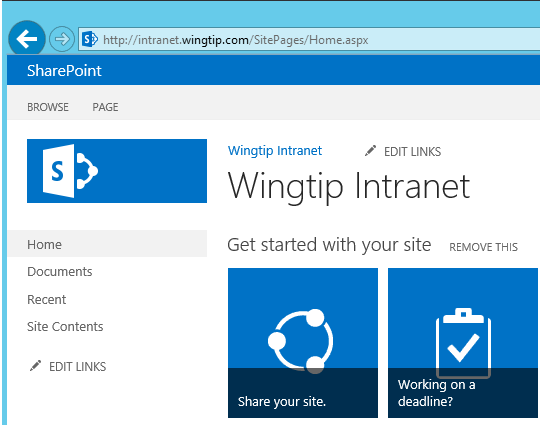 http://intranet.wingtip.com/SitePages/Home.aspx
SharePoint
BROWSE PAGE
S
Wingtip Intranet EDIT LINKS
Wingtip Intranet
Home
Documents
Recent
Site Contents
EDIT LINKS
Get started with your site REMOVE THIS
Share your site.
Working on a
deadline?